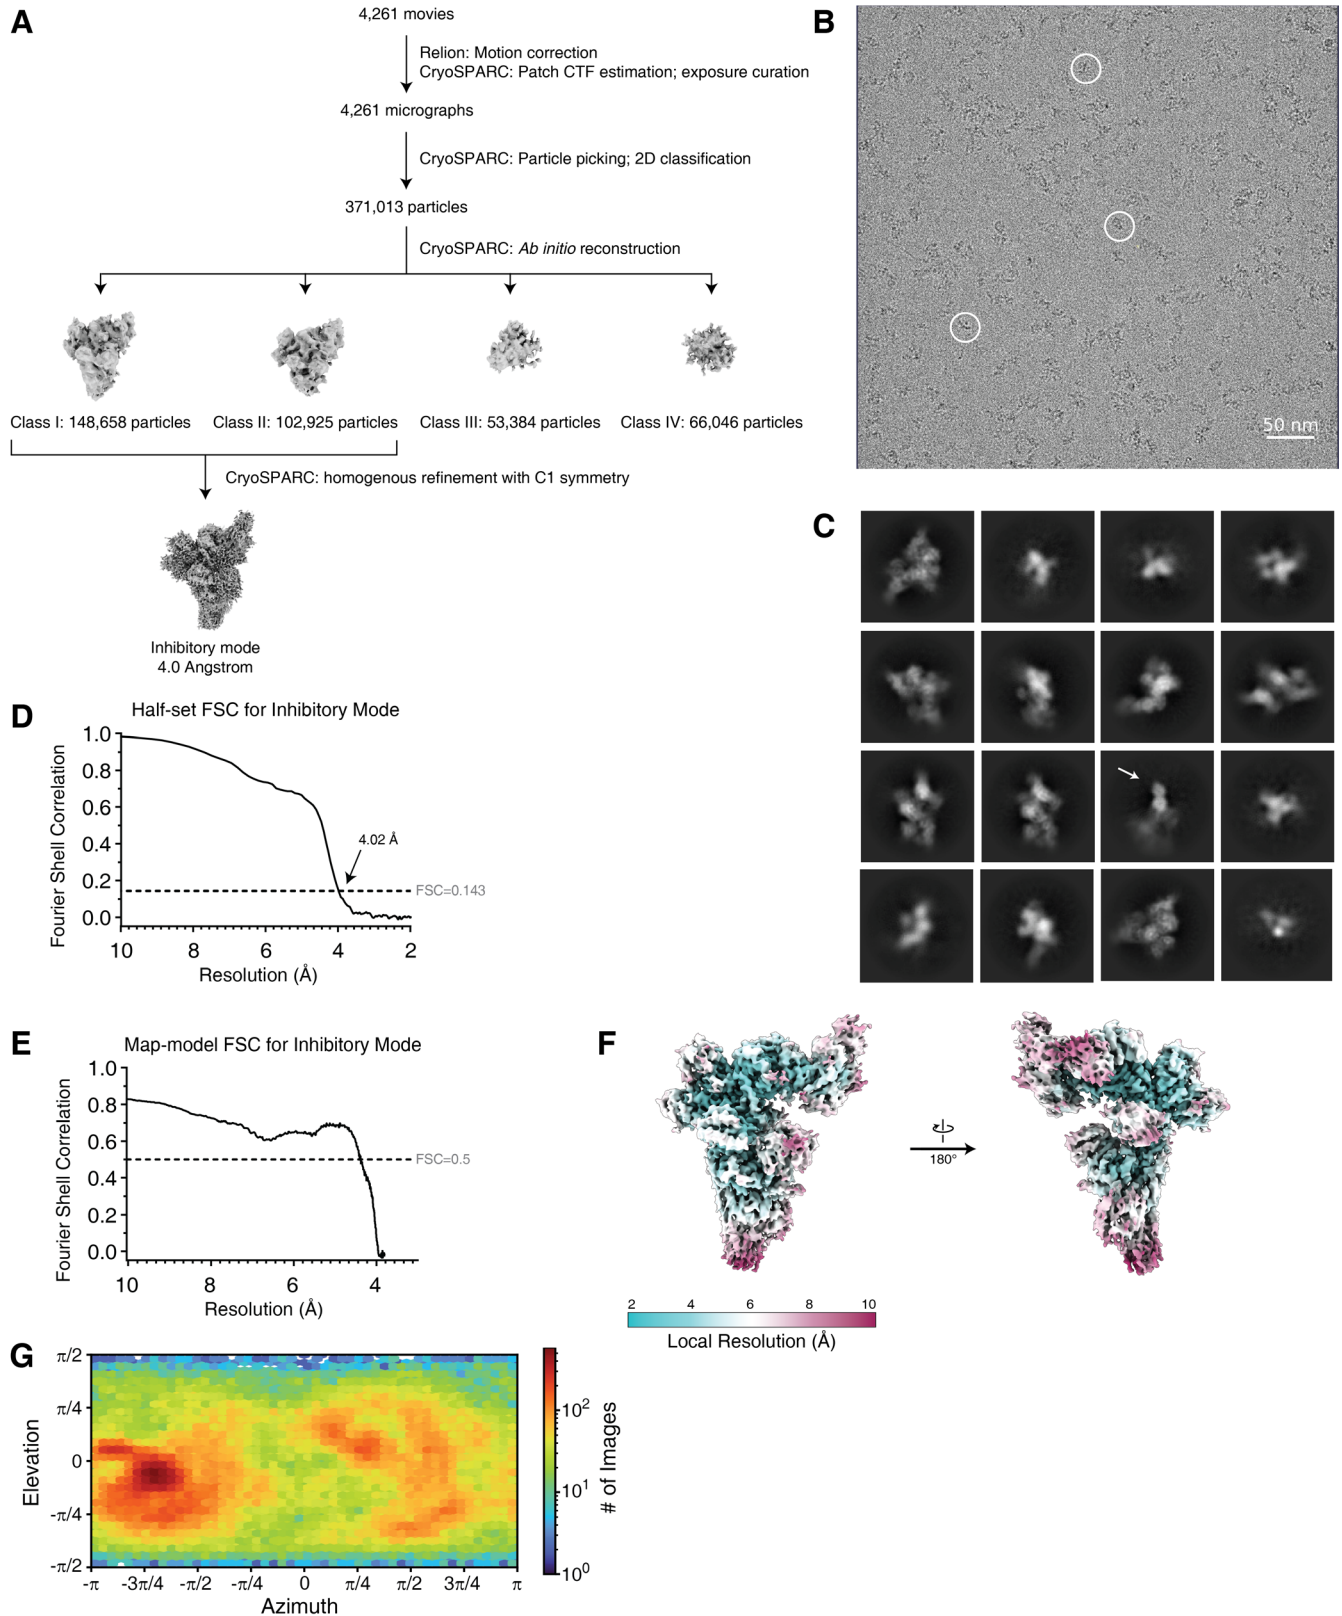 A
4,261 movies
Relion: Motion correction
CryoSPARC: Patch CTF estimation; exposure curation
4,261 micrographs
CryoSPARC: Particle picking; 2D classification
371,013 particles
CryoSPARC: Ab initio reconstruction
Class I: 148,658 particles
Class II: 102,925 particles
Class III: 53,384 particles
Class IV: 66,046 particles
CryoSPARC: homogenous refinement with C1 symmetry
Inhibitory mode
4.0 Angstrom
B
50 nm
C
D
Half-set FSC for Inhibitory Mode
Fourier Shell Correlation
1.0
0.8
0.6
0.4
0.2
0.0
4.02 Å
FSC=0.143
10 8 6 4 2
Resolution (Å)
E
Map-model FSC for Inhibitory Mode
Fourier Shell Correlation
1.0
0.8
0.6
0.4
0.2
0.0
FSC=0.5
10 8 6 4
Resolution (Å)
F
180°
2 4 6 8 10
Local Resolution (Å)
G
Elevation
π/2
π/4
0
-π/4
-π/2
-π -3π/4 -π/2 -π/4 0 π/4 π/2 3π/4 π
Azimuth
10²
10¹
10⁰
# of Images